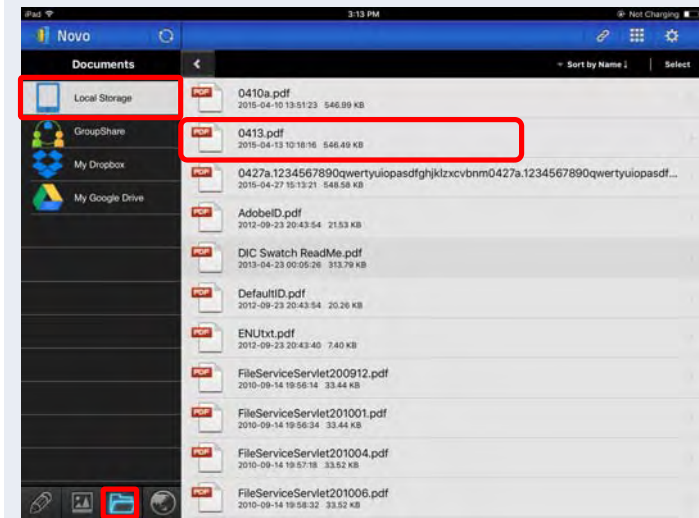 iPad
3:13 PM
Not Charging
Novo
Documents
Sort by Name↓
Select
Local Storage
GroupShare
My Dropbox
My Google Drive
PDF
0410a.pdf
2015-04-10 13:51:23 546.99 KB
PDF
0413.pdf
2015-04-13 10:18:16 546.49 KB
PDF
0427a.1234567890qwertyuiopasdfghjklzxcvbnm0427a.1234567890qwertyuiopasdf...
2015-04-27 15:13:21 548.58 KB
PDF
AdobeID.pdf
2012-09-23 20:43:54 21.53 KB
PDF
DIC Swatch ReadMe.pdf
2013-04-23 00:05:26 313.79 KB
PDF
DefaultID.pdf
2012-09-23 20:43:54 20.26 KB
PDF
ENUtxt.pdf
2012-09-23 20:43:40 7.40 KB
PDF
FileServiceServlet200912.pdf
2010-09-14 19:56:14 33.44 KB
PDF
FileServiceServlet201001.pdf
2010-09-14 19:56:34 33.44 KB
PDF
FileServiceServlet201004.pdf
2010-09-14 19:57:18 33.52 KB
PDF
FileServiceServlet201006.pdf
2010-09-14 19:58:32 33.52 KB